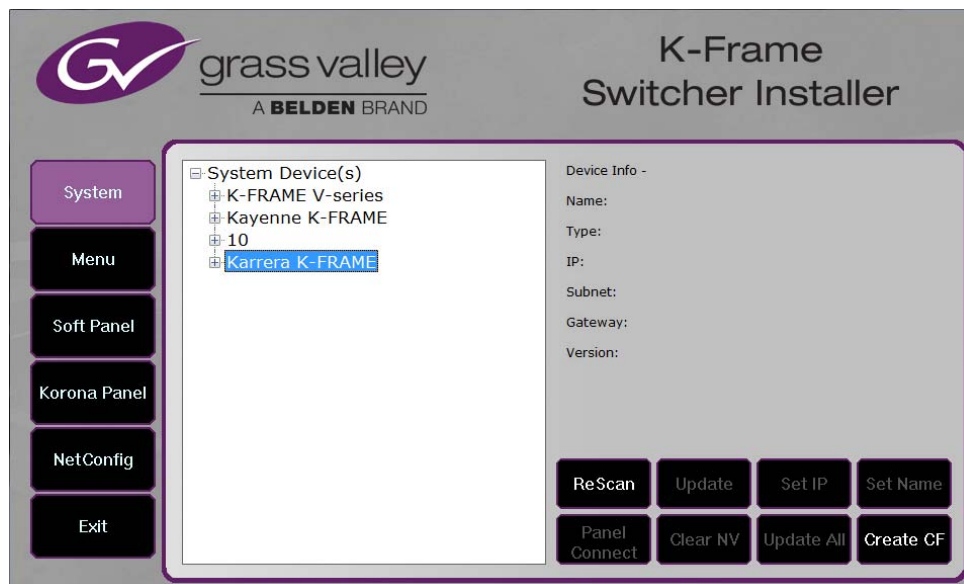 GV
grass valley
A BELDEN BRAND
K-Frame
Switcher Installer
System
Menu
Soft Panel
Korona Panel
NetConfig
Exit
System Device(s)
K-FRAME V-series
Kayenne K-FRAME
10
Karrera K-FRAME
Device Info -
Name:
Type:
IP:
Subnet:
Gateway:
Version:
ReScan
Update
Set IP
Set Name
Panel
Connect
Clear NV
Update All
Create CF